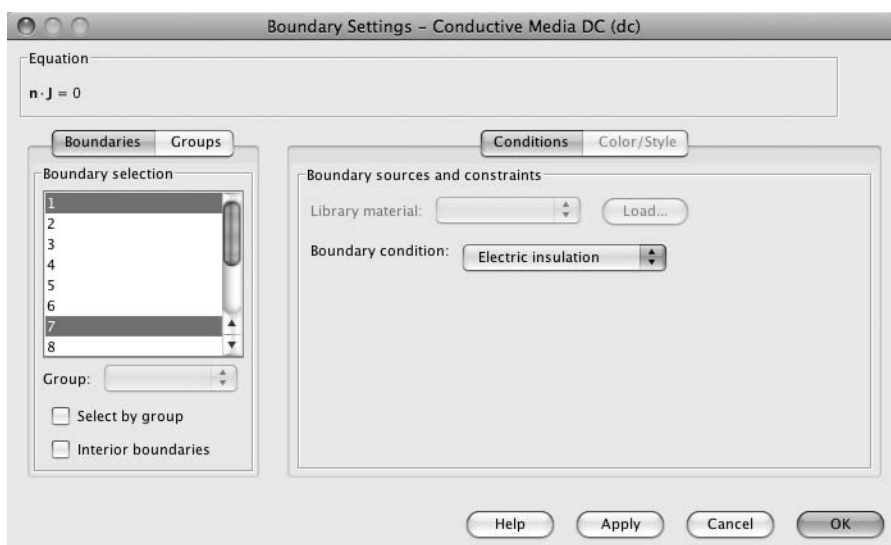 Boundary Settings – Conductive Media DC (dc)
Equation
n · J = 0
Boundaries Groups
Boundary selection
1
2
3
4
5
6
7
8
Group:
Select by group
Interior boundaries
Conditions Color/Style
Boundary sources and constraints
Library material: Load...
Boundary condition: Electric insulation
Help Apply Cancel OK